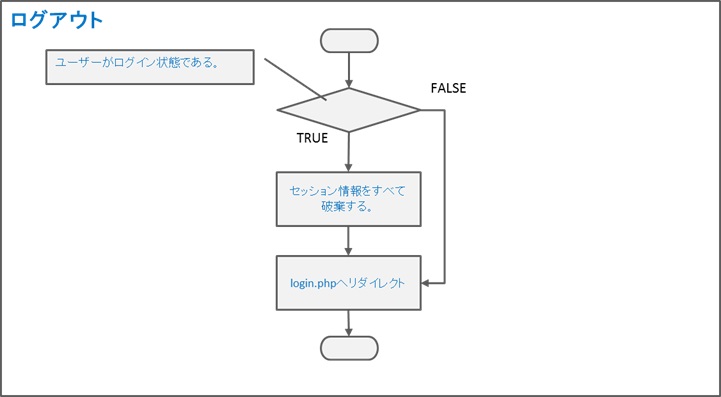 ログアウト
ユーザーがログイン状態である。
FALSE
TRUE
セッション情報をすべて
破棄する。
login.phpへリダイレクト